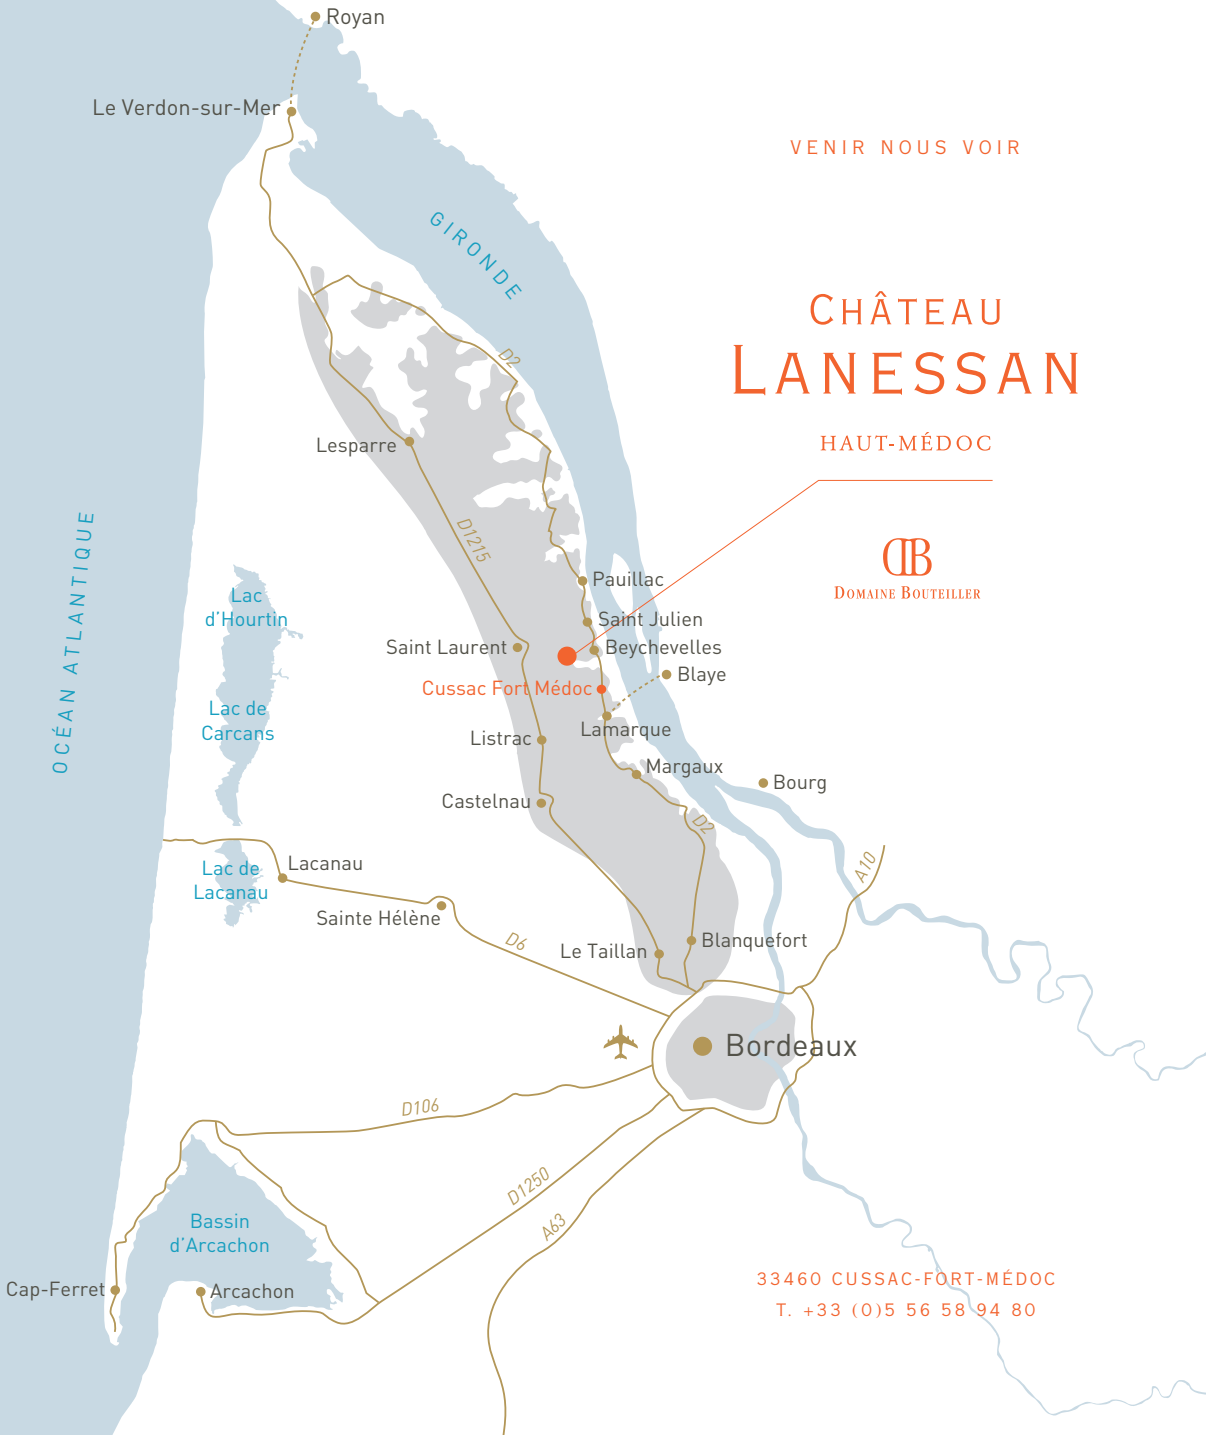 Royan
Le Verdon-sur-Mer
VENIR NOUS VOIR
GIRONDE
CHÂTEAU
LANESSAN
HAUT-MÉDOC
D2
Lesparre
D1215
OCÉAN ATLANTIQUE
DB
DOMAINE BOUTEILLER
Pauillac
Lac
d'Hourtin
Saint Julien
Saint Laurent
Beychevelles
Blaye
Cussac Fort Médoc
Lac de
Carcans
Lamarque
Listrac
Margaux
Bourg
Castelnau
D2
Lacanau
Lac de
Lacanau
A10
Sainte Hélène
D6
Le Taillan
Blanquefort
Bordeaux
D106
D1250
A63
Bassin
d'Arcachon
Cap-Ferret
Arcachon
33460 CUSSAC-FORT-MÉDOC
T. +33 (0)5 56 58 94 80